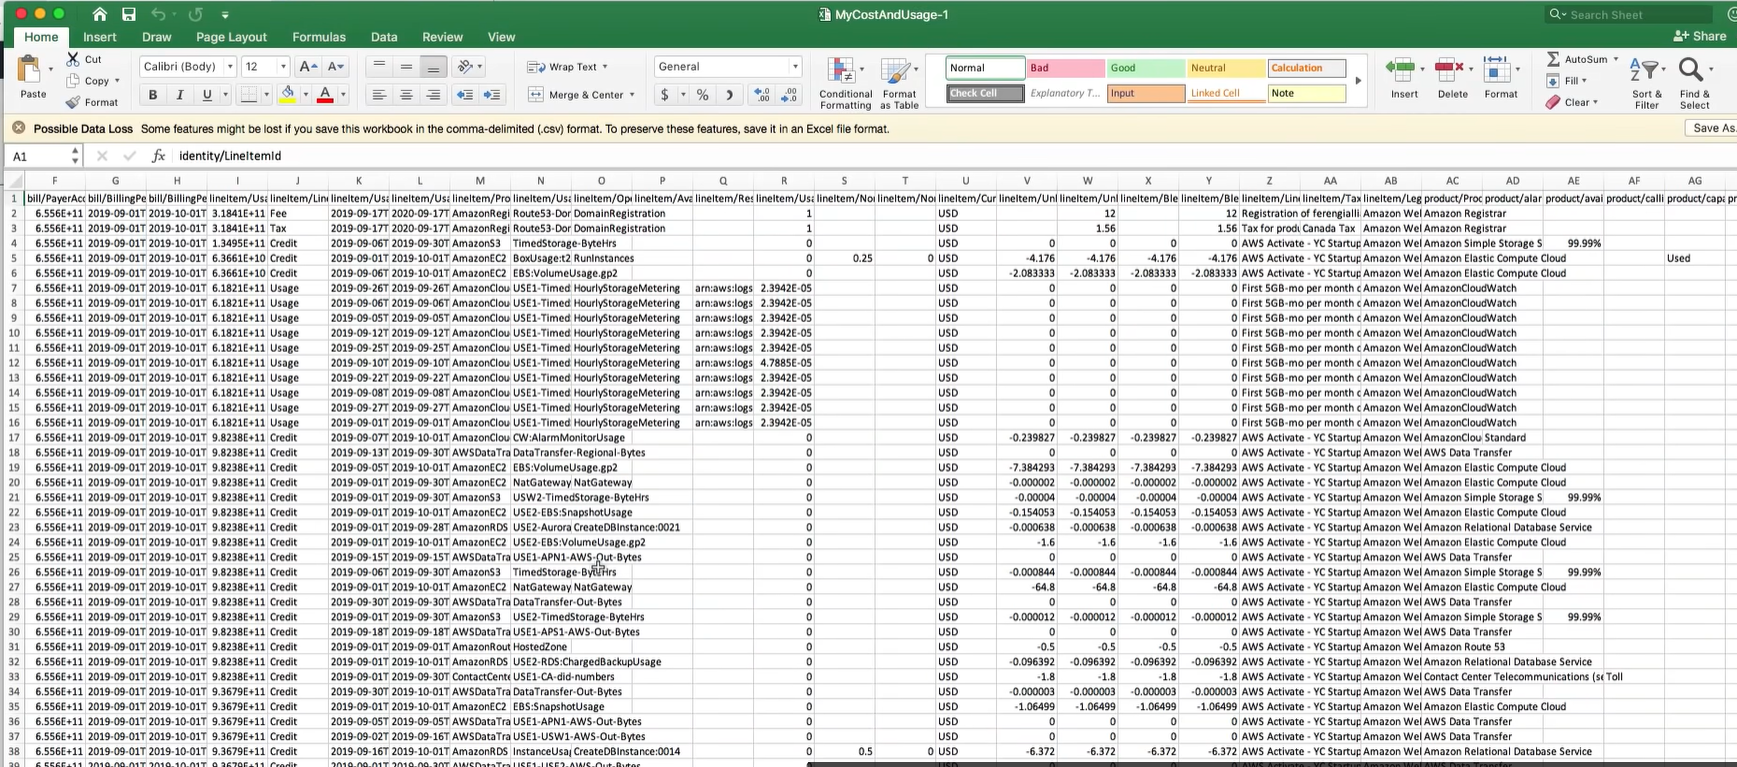 MyCostAndUsage-1
Search Sheet
Home Insert Draw Page Layout Formulas Data Review View
Share
Paste
Cut
Copy
Format
Calibri (Body) 12
Wrap Text
Merge & Center
General
Conditional Formatting
Format as Table
Normal Bad Good Neutral Calculation
Check Cell Explanatory T... Input Linked Cell Note
Insert Delete Format
AutoSum
Fill
Clear
Sort & Filter
Find & Select
Possible Data Loss Some features might be lost if you save this workbook in the comma-delimited (.csv) format. To preserve these features, save it in an Excel file format.
Save As.
A1 fx identity/LineItemId
F G H I J K L M N O P Q R S T U V W X Y Z AA AB AC AD AE AF AG
1 bill/PayerAcc bill/BillingPe bill/BillingPe lineItem/Usa lineItem/Line lineItem/Usa lineItem/Usa lineItem/Pro lineItem/Usa lineItem/Ope lineItem/Ava lineItem/Res lineItem/Usa lineItem/Nor lineItem/Nor lineItem/Cur lineItem/Unl lineItem/Unl lineItem/Ble lineItem/Ble lineItem/Line lineItem/Tax lineItem/Leg product/Prod product/alar product/avai product/calli product/capa
2 6.556E+11 2019-09-01T 2019-10-01T 3.1841E+11 Fee 2019-09-17T 2020-09-17T AmazonRegi Route53-Dor DomainRegistration 1 USD 12 12 Registration of ferengialli Amazon Wel Amazon Registrar
3 6.556E+11 2019-09-01T 2019-10-01T 3.1841E+11 Tax 2019-09-17T 2020-09-17T AmazonRegi Route53-Dor DomainRegistration 1 USD 1.56 1.56 Tax for produ Canada Tax Amazon Wel Amazon Registrar
4 6.556E+11 2019-09-01T 2019-10-01T 1.3495E+11 Credit 2019-09-06T 2019-09-30T AmazonS3 TimedStorage-ByteHrs 0 USD 0 0 0 0 AWS Activate - YC Startup Amazon Wel Amazon Simple Storage S 99.99%
5 6.556E+11 2019-09-01T 2019-10-01T 6.3661E+10 Credit 2019-09-01T 2019-10-01T AmazonEC2 BoxUsage:t2 RunInstances 0 0.25 0 USD -4.176 -4.176 -4.176 -4.176 AWS Activate - YC Startup Amazon Wel Amazon Elastic Compute Cloud Used
6 6.556E+11 2019-09-01T 2019-10-01T 6.3661E+10 Credit 2019-09-06T 2019-10-01T AmazonEC2 EBS:VolumeUsage.gp2 0 USD -2.083333 -2.083333 -2.083333 -2.083333 AWS Activate - YC Startup Amazon Wel Amazon Elastic Compute Cloud
7 6.556E+11 2019-09-01T 2019-10-01T 6.1821E+11 Usage 2019-09-26T 2019-09-26T AmazonClou USE1-Timed HourlyStorageMetering arn:aws:logs 2.3942E-05 USD 0 0 0 0 First 5GB-mo per month c Amazon Wel AmazonCloudWatch
8 6.556E+11 2019-09-01T 2019-10-01T 6.1821E+11 Usage 2019-09-06T 2019-09-06T AmazonClou USE1-Timed HourlyStorageMetering arn:aws:logs 2.3942E-05 USD 0 0 0 0 First 5GB-mo per month c Amazon Wel AmazonCloudWatch
9 6.556E+11 2019-09-01T 2019-10-01T 6.1821E+11 Usage 2019-09-05T 2019-09-05T AmazonClou USE1-Timed HourlyStorageMetering arn:aws:logs 2.3942E-05 USD 0 0 0 0 First 5GB-mo per month c Amazon Wel AmazonCloudWatch
10 6.556E+11 2019-09-01T 2019-10-01T 6.1821E+11 Usage 2019-09-12T 2019-09-12T AmazonClou USE1-Timed HourlyStorageMetering arn:aws:logs 2.3942E-05 USD 0 0 0 0 First 5GB-mo per month c Amazon Wel AmazonCloudWatch
11 6.556E+11 2019-09-01T 2019-10-01T 6.1821E+11 Usage 2019-09-25T 2019-09-25T AmazonClou USE1-Timed HourlyStorageMetering arn:aws:logs 2.3942E-05 USD 0 0 0 0 First 5GB-mo per month c Amazon Wel AmazonCloudWatch
12 6.556E+11 2019-09-01T 2019-10-01T 6.1821E+11 Usage 2019-09-10T 2019-09-10T AmazonClou USE1-Timed HourlyStorageMetering arn:aws:logs 4.7885E-05 USD 0 0 0 0 First 5GB-mo per month c Amazon Wel AmazonCloudWatch
13 6.556E+11 2019-09-01T 2019-10-01T 6.1821E+11 Usage 2019-09-22T 2019-09-22T AmazonClou USE1-Timed HourlyStorageMetering arn:aws:logs 2.3942E-05 USD 0 0 0 0 First 5GB-mo per month c Amazon Wel AmazonCloudWatch
14 6.556E+11 2019-09-01T 2019-10-01T 6.1821E+11 Usage 2019-09-08T 2019-09-08T AmazonClou USE1-Timed HourlyStorageMetering arn:aws:logs 2.3942E-05 USD 0 0 0 0 First 5GB-mo per month c Amazon Wel AmazonCloudWatch
15 6.556E+11 2019-09-01T 2019-10-01T 6.1821E+11 Usage 2019-09-27T 2019-09-27T AmazonClou USE1-Timed HourlyStorageMetering arn:aws:logs 2.3942E-05 USD 0 0 0 0 First 5GB-mo per month c Amazon Wel AmazonCloudWatch
16 6.556E+11 2019-09-01T 2019-10-01T 6.1821E+11 Usage 2019-09-01T 2019-09-01T AmazonClou USE1-Timed HourlyStorageMetering arn:aws:logs 2.3942E-05 USD 0 0 0 0 First 5GB-mo per month c Amazon Wel AmazonCloudWatch
17 6.556E+11 2019-09-01T 2019-10-01T 9.8238E+11 Credit 2019-09-07T 2019-10-01T AmazonClou CW:AlarmMonitorUsage 0 USD -0.239827 -0.239827 -0.239827 -0.239827 AWS Activate - YC Startup Amazon Wel AmazonClou Standard
18 6.556E+11 2019-09-01T 2019-10-01T 9.8238E+11 Credit 2019-09-13T 2019-09-30T AWSDataTra DataTransfer-Regional-Bytes 0 USD 0 0 0 0 AWS Activate - YC Startup Amazon Wel AWS Data Transfer
19 6.556E+11 2019-09-01T 2019-10-01T 9.8238E+11 Credit 2019-09-05T 2019-10-01T AmazonEC2 EBS:VolumeUsage.gp2 0 USD -7.384293 -7.384293 -7.384293 -7.384293 AWS Activate - YC Startup Amazon Wel Amazon Elastic Compute Cloud
20 6.556E+11 2019-09-01T 2019-10-01T 9.8238E+11 Credit 2019-09-01T 2019-09-30T AmazonEC2 NatGateway NatGateway 0 USD -0.000002 -0.000002 -0.000002 -0.000002 AWS Activate - YC Startup Amazon Wel Amazon Elastic Compute Cloud
21 6.556E+11 2019-09-01T 2019-10-01T 9.8238E+11 Credit 2019-09-01T 2019-09-30T AmazonS3 USW2-TimedStorage-ByteHrs 0 USD -0.00004 -0.00004 -0.00004 -0.00004 AWS Activate - YC Startup Amazon Wel Amazon Simple Storage S 99.99%
22 6.556E+11 2019-09-01T 2019-10-01T 9.8238E+11 Credit 2019-09-01T 2019-09-30T AmazonEC2 USE2-EBS:SnapshotUsage 0 USD -0.154053 -0.154053 -0.154053 -0.154053 AWS Activate - YC Startup Amazon Wel Amazon Elastic Compute Cloud
23 6.556E+11 2019-09-01T 2019-10-01T 9.8238E+11 Credit 2019-09-01T 2019-09-28T AmazonRDS USE2-Aurora CreateDBInstance:0021 0 USD -0.000638 -0.000638 -0.000638 -0.000638 AWS Activate - YC Startup Amazon Wel Amazon Relational Database Service
24 6.556E+11 2019-09-01T 2019-10-01T 9.8238E+11 Credit 2019-09-01T 2019-10-01T AmazonEC2 USE2-EBS:VolumeUsage.gp2 0 USD -1.6 -1.6 -1.6 -1.6 AWS Activate - YC Startup Amazon Wel Amazon Elastic Compute Cloud
25 6.556E+11 2019-09-01T 2019-10-01T 9.8238E+11 Credit 2019-09-15T 2019-09-15T AWSDataTra USE1-APN1-AWS-Out-Bytes 0 USD 0 0 0 0 AWS Activate - YC Startup Amazon Wel AWS Data Transfer
26 6.556E+11 2019-09-01T 2019-10-01T 9.8238E+11 Credit 2019-09-06T 2019-09-30T AmazonS3 TimedStorage-ByteHrs 0 USD -0.000844 -0.000844 -0.000844 -0.000844 AWS Activate - YC Startup Amazon Wel Amazon Simple Storage S 99.99%
27 6.556E+11 2019-09-01T 2019-10-01T 9.8238E+11 Credit 2019-09-01T 2019-10-01T AmazonEC2 NatGateway NatGateway 0 USD -64.8 -64.8 -64.8 -64.8 AWS Activate - YC Startup Amazon Wel Amazon Elastic Compute Cloud
28 6.556E+11 2019-09-01T 2019-10-01T 9.8238E+11 Credit 2019-09-30T 2019-09-30T AWSDataTra DataTransfer-Out-Bytes 0 USD 0 0 0 0 AWS Activate - YC Startup Amazon Wel AWS Data Transfer
29 6.556E+11 2019-09-01T 2019-10-01T 9.8238E+11 Credit 2019-09-01T 2019-09-30T AmazonS3 USE2-TimedStorage-ByteHrs 0 USD -0.000012 -0.000012 -0.000012 -0.000012 AWS Activate - YC Startup Amazon Wel Amazon Simple Storage S 99.99%
30 6.556E+11 2019-09-01T 2019-10-01T 9.8238E+11 Credit 2019-09-18T 2019-09-18T AWSDataTra USE1-APS1-AWS-Out-Bytes 0 USD 0 0 0 0 AWS Activate - YC Startup Amazon Wel AWS Data Transfer
31 6.556E+11 2019-09-01T 2019-10-01T 9.8238E+11 Credit 2019-09-01T 2019-10-01T AmazonRout HostedZone 0 USD -0.5 -0.5 -0.5 -0.5 AWS Activate - YC Startup Amazon Wel Amazon Route 53
32 6.556E+11 2019-09-01T 2019-10-01T 9.8238E+11 Credit 2019-09-01T 2019-10-01T AmazonRDS USE2-RDS:ChargedBackupUsage 0 USD -0.096392 -0.096392 -0.096392 -0.096392 AWS Activate - YC Startup Amazon Wel Amazon Relational Database Service
33 6.556E+11 2019-09-01T 2019-10-01T 9.8238E+11 Credit 2019-09-01T 2019-09-30T ContactCente USE1-CA-did-numbers 0 USD -1.8 -1.8 -1.8 -1.8 AWS Activate - YC Startup Amazon Wel Contact Center Telecommunications (se Toll
34 6.556E+11 2019-09-01T 2019-10-01T 9.3679E+11 Credit 2019-09-30T 2019-10-01T AWSDataTra DataTransfer-Out-Bytes 0 USD -0.000003 -0.000003 -0.000003 -0.000003 AWS Activate - YC Startup Amazon Wel AWS Data Transfer
35 6.556E+11 2019-09-01T 2019-10-01T 9.3679E+11 Credit 2019-09-01T 2019-10-01T AmazonEC2 EBS:SnapshotUsage 0 USD -1.06499 -1.06499 -1.06499 -1.06499 AWS Activate - YC Startup Amazon Wel Amazon Elastic Compute Cloud
36 6.556E+11 2019-09-01T 2019-10-01T 9.3679E+11 Credit 2019-09-05T 2019-09-05T AWSDataTra USE1-APN1-AWS-Out-Bytes 0 USD 0 0 0 0 AWS Activate - YC Startup Amazon Wel AWS Data Transfer
37 6.556E+11 2019-09-01T 2019-10-01T 9.3679E+11 Credit 2019-09-02T 2019-09-16T AWSDataTra USE1-USW1-AWS-Out-Bytes 0 USD 0 0 0 0 AWS Activate - YC Startup Amazon Wel AWS Data Transfer
38 6.556E+11 2019-09-01T 2019-10-01T 9.3679E+11 Credit 2019-09-16T 2019-10-01T AmazonRDS InstanceUsag CreateDBInstance:0014 0 0.5 0 USD -6.372 -6.372 -6.372 -6.372 AWS Activate - YC Startup Amazon Wel Amazon Relational Database Service